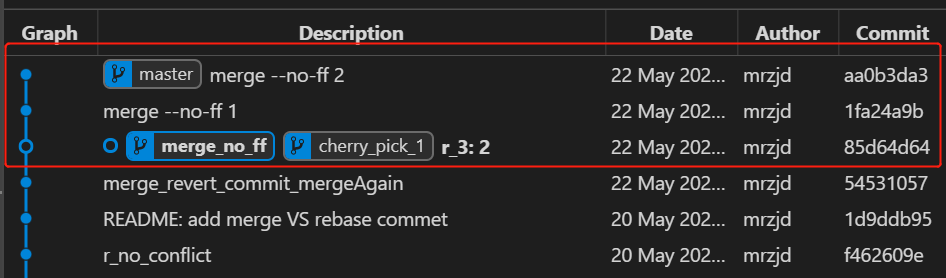 Graph Description Date Author Commit
master merge --no-ff 2 22 May 202... mrzjd aa0b3da3
merge --no-ff 1 22 May 202... mrzjd 1fa24a9b
merge_no_ff cherry_pick_1 r_3: 2 22 May 202... mrzjd 85d64d64
merge_revert_commit_mergeAgain 22 May 202... mrzjd 54531057
README: add merge VS rebase commet 20 May 202... mrzjd 1d9ddb95
r_no_conflict 20 May 202... mrzjd f462609e